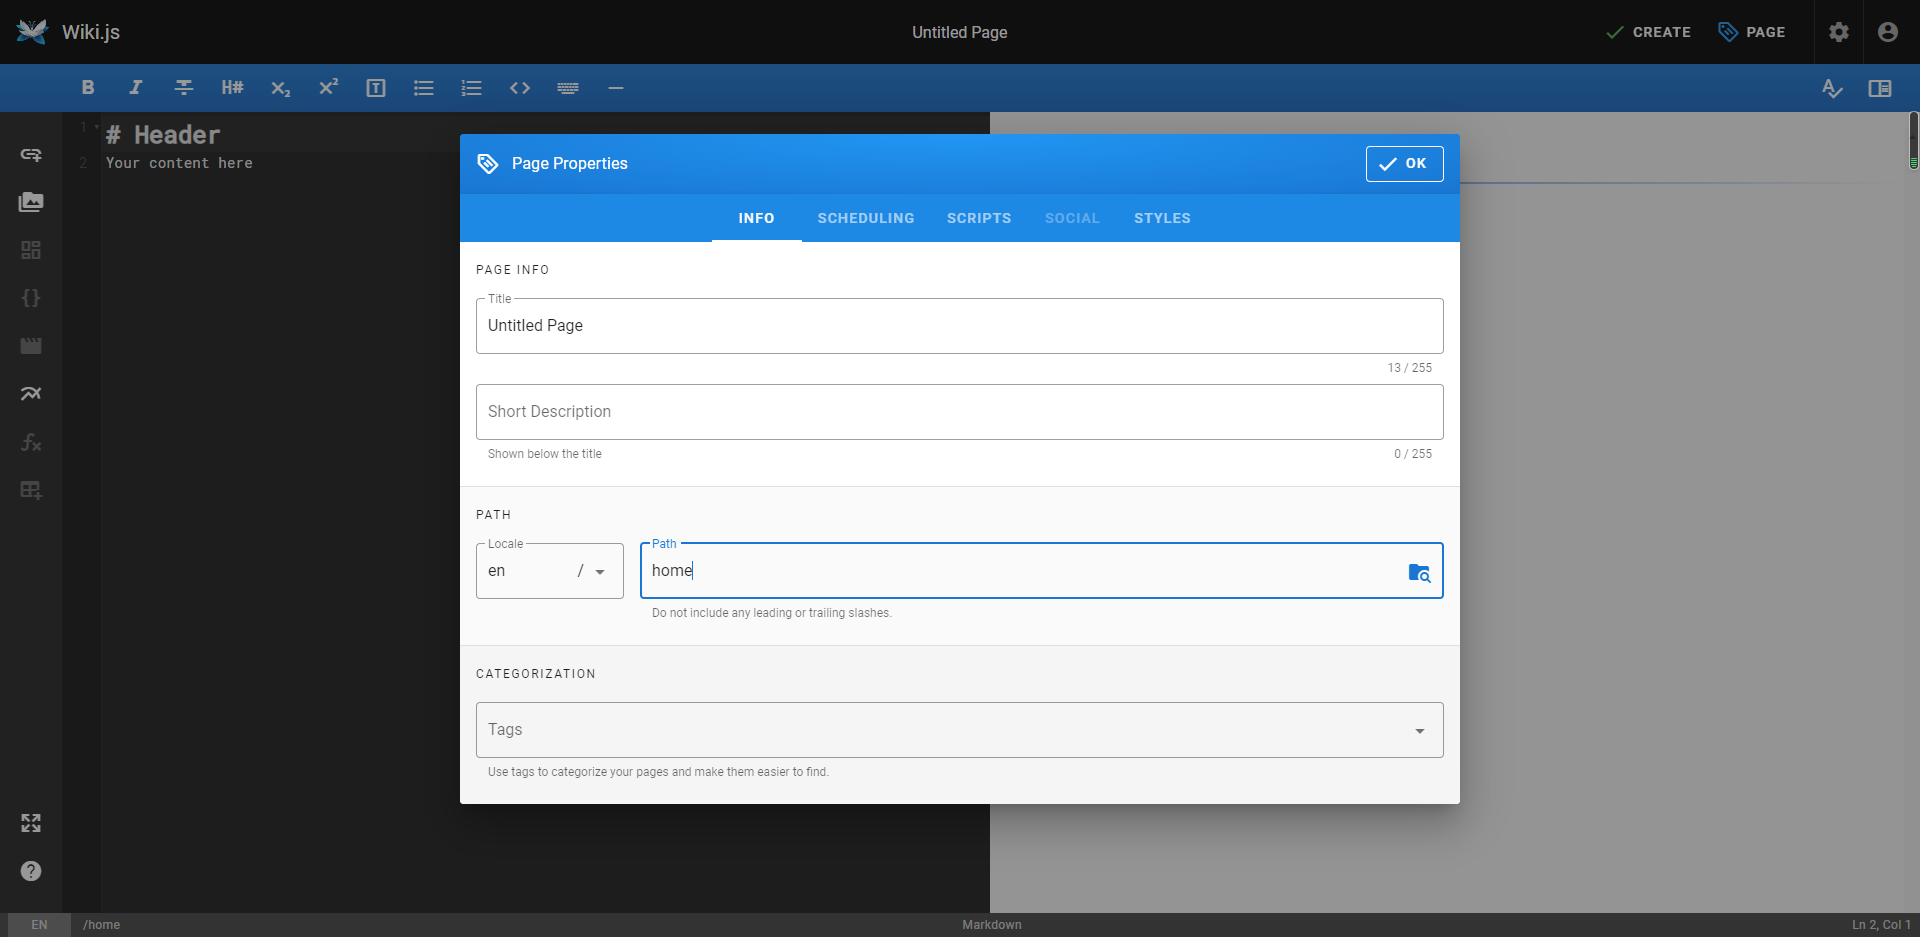 Wiki.js
Untitled Page
CREATE
PAGE
B I S H# X₂ X² T <> —
1 # Header
2 Your content here
Page Properties
OK
INFO SCHEDULING SCRIPTS SOCIAL STYLES
PAGE INFO
Title
Untitled Page
13 / 255
Short Description
Shown below the title
0 / 255
PATH
Locale
en /
Path
home
Do not include any leading or trailing slashes.
CATEGORIZATION
Tags
Use tags to categorize your pages and make them easier to find.
EN /home Markdown Ln 2, Col 1